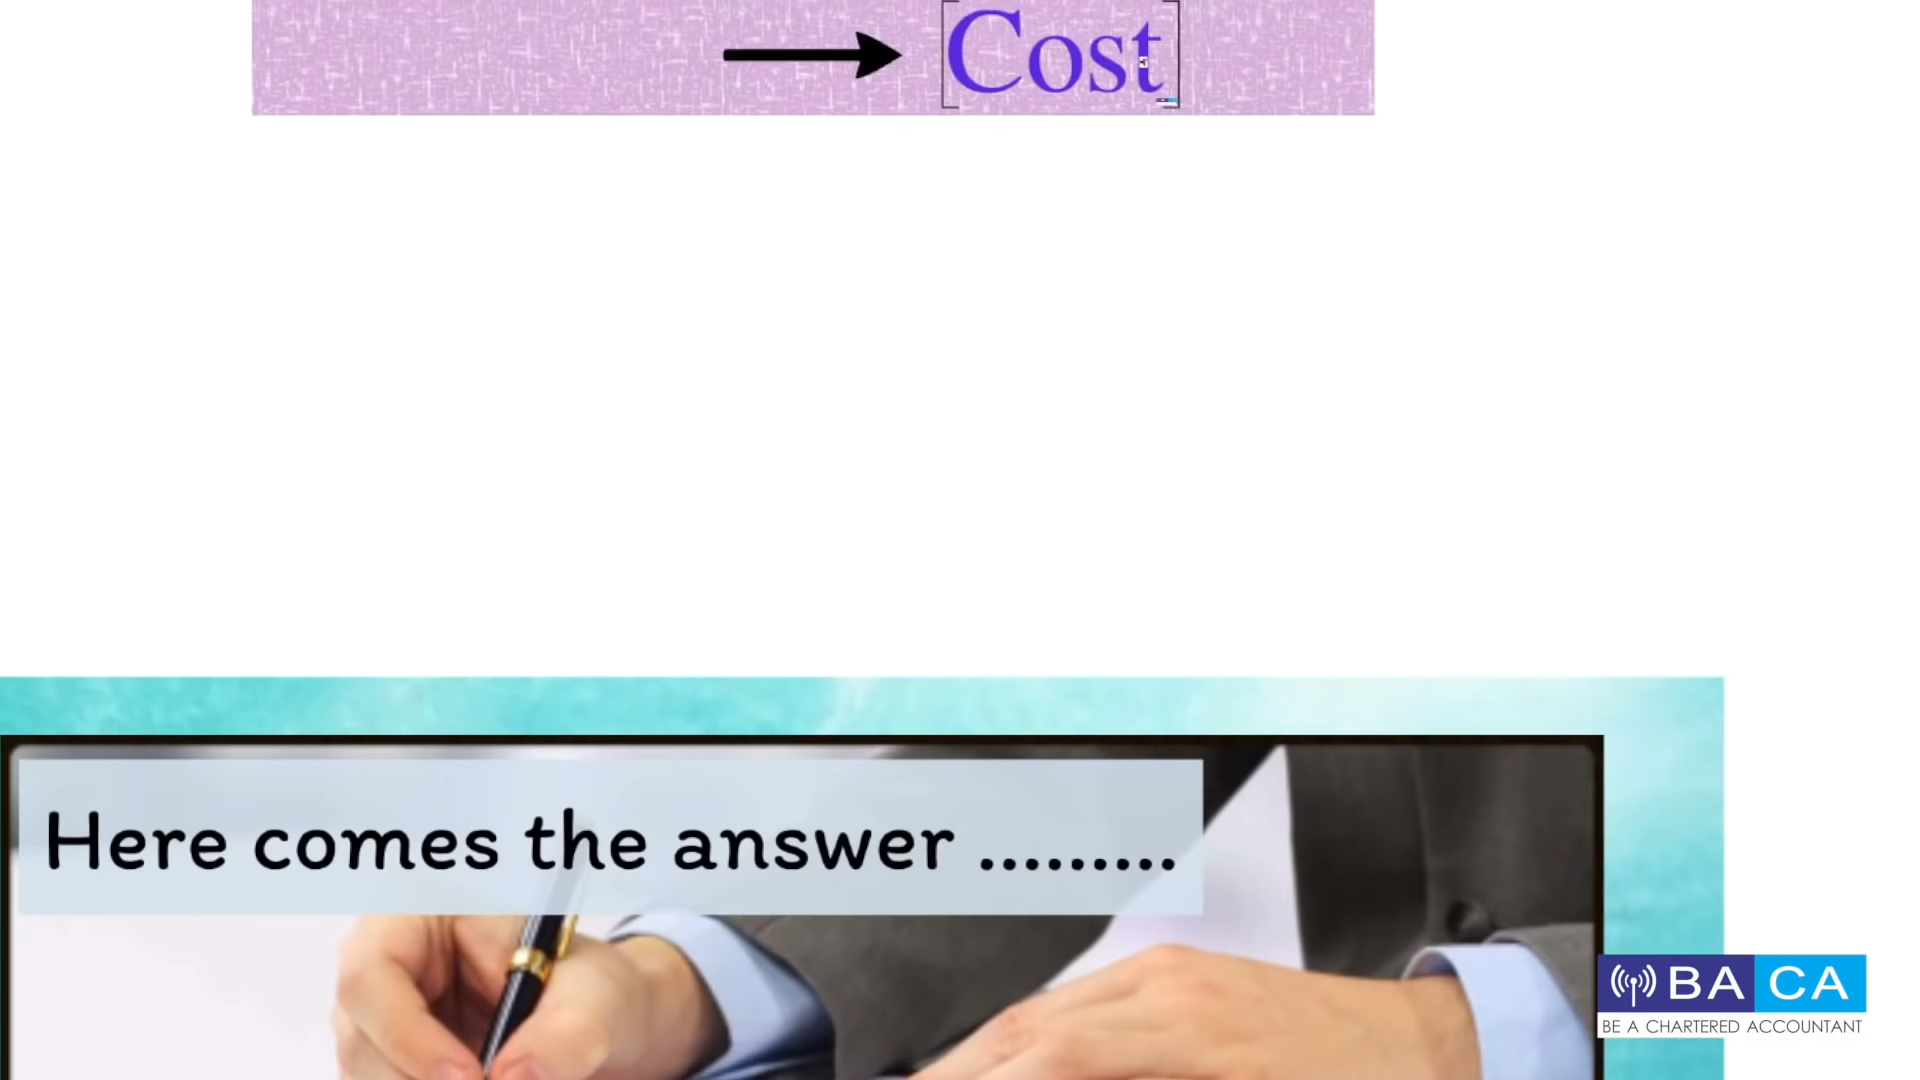 Cost
Here comes the answer .........
BA CA
BE A CHARTERED ACCOUNTANT